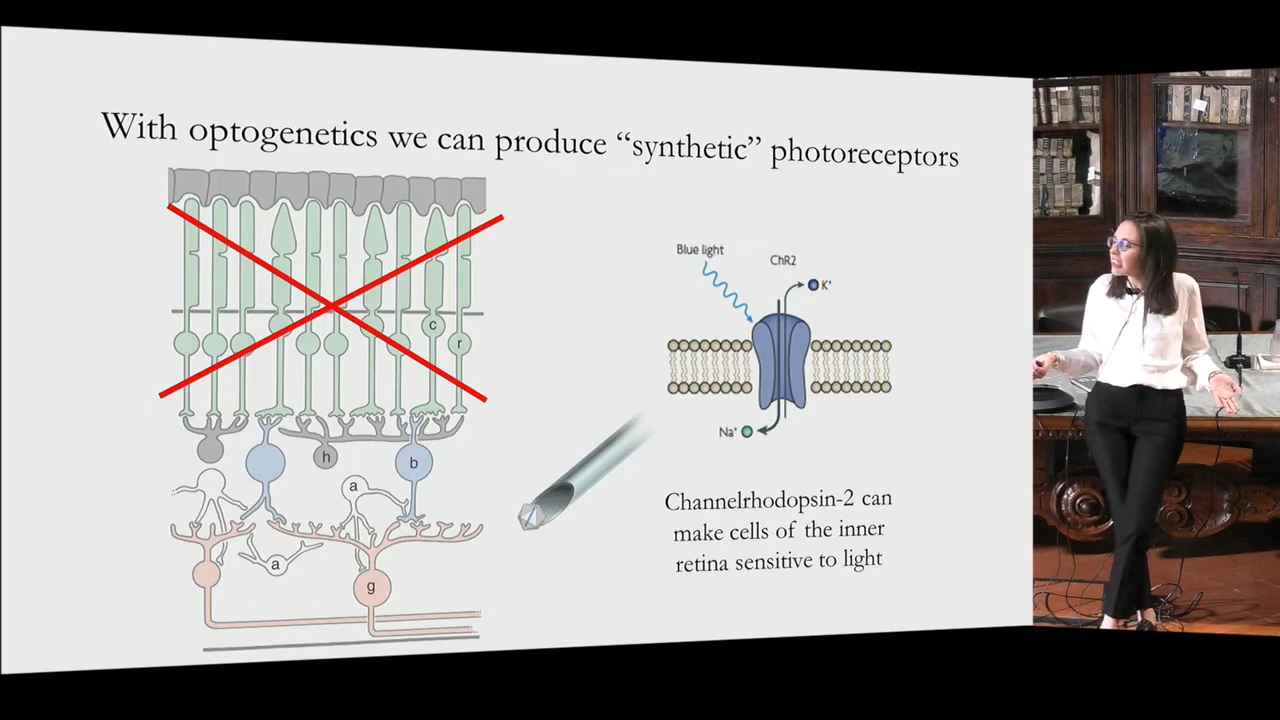 With optogenetics we can produce “synthetic” photoreceptors
c
r
h
b
a
a
g
Blue light
ChR2
K⁺
Na⁺
Channelrhodopsin-2 can
make cells of the inner
retina sensitive to light